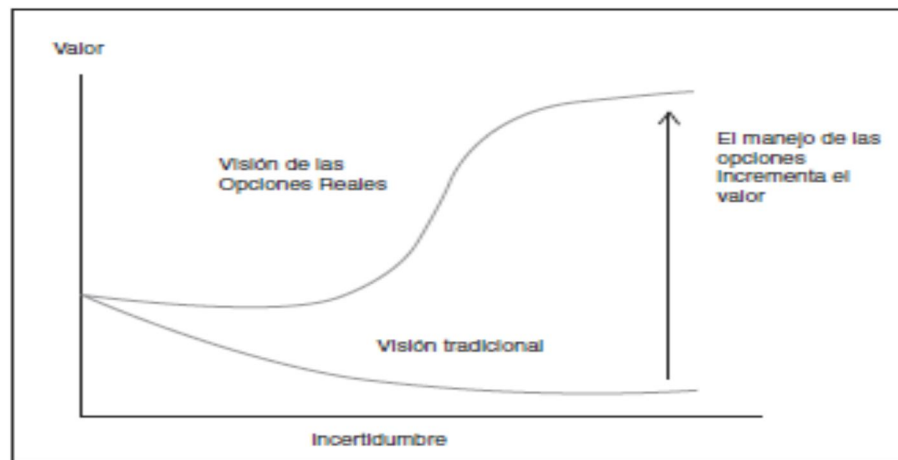 Valor
Visión de las
Opciones Reales
El manejo de las
opciones
incrementa el
valor
Visión tradicional
Incertidumbre